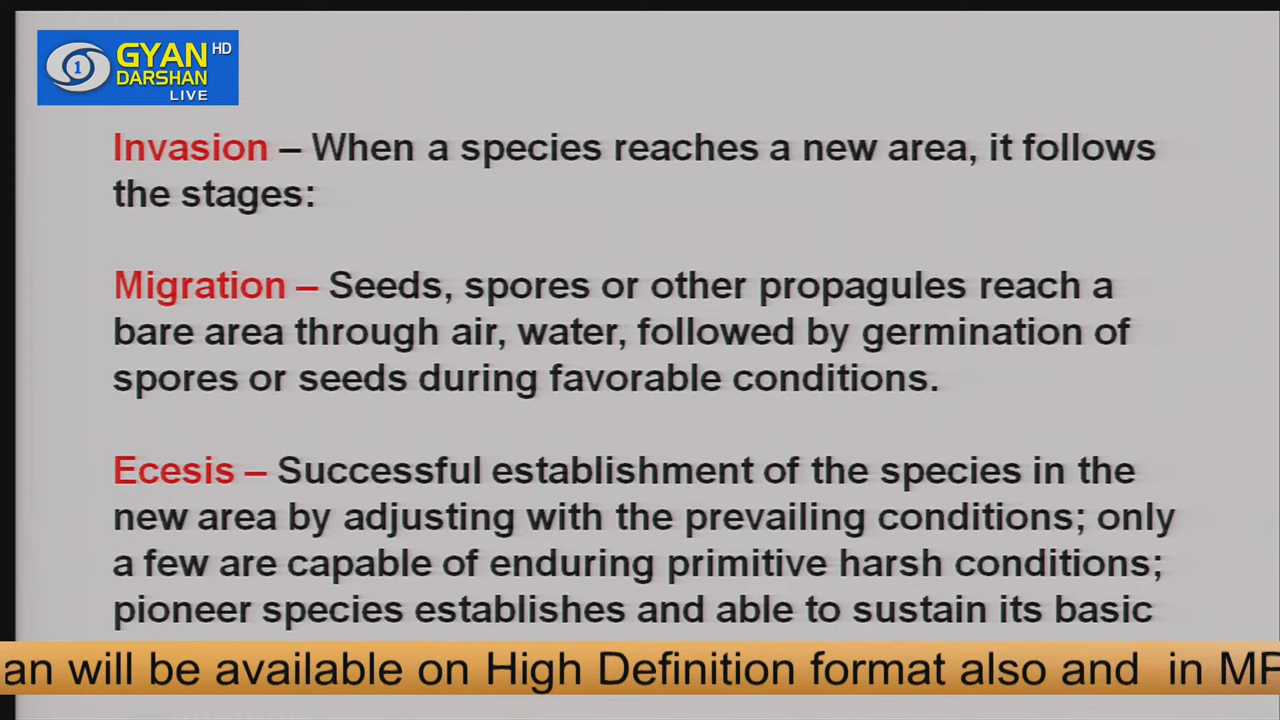 GYAN HD
DARSHAN
LIVE
1
Invasion – When a species reaches a new area, it follows
the stages:
Migration – Seeds, spores or other propagules reach a
bare area through air, water, followed by germination of
spores or seeds during favorable conditions.
Ecesis – Successful establishment of the species in the
new area by adjusting with the prevailing conditions; only
a few are capable of enduring primitive harsh conditions;
pioneer species establishes and able to sustain its basic
an will be available on High Definition format also and in MP